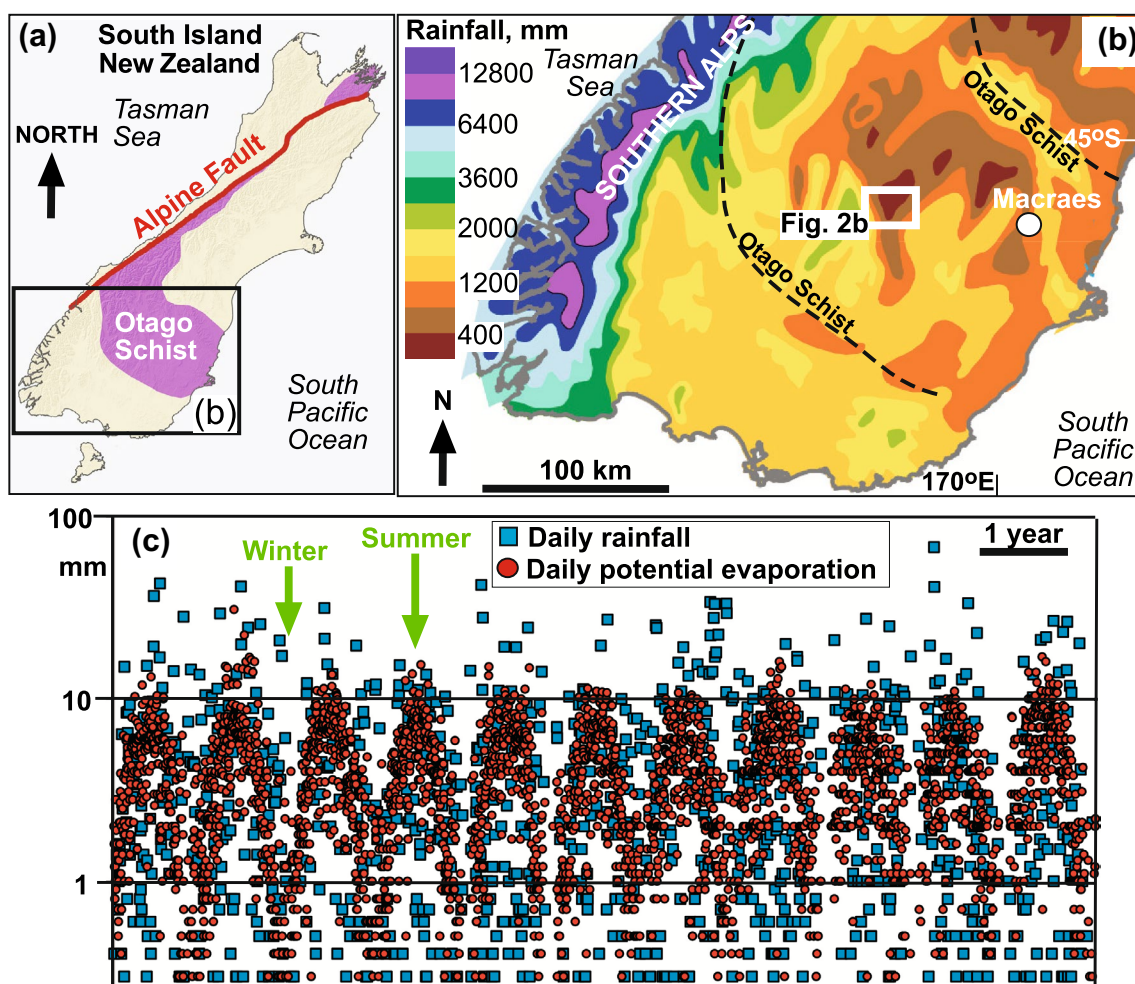 (a)
South Island
New Zealand
Tasman
Sea
NORTH
Alpine Fault
Otago
Schist
(b)
South
Pacific
Ocean
Rainfall, mm
12800
6400
3600
2000
1200
400
Tasman
Sea
SOUTHERN ALPS
(b)
Otago Schist
45ºS
Macraes
Fig. 2b
Otago Schist
N
100 km
170ºE
South
Pacific
Ocean
(c)
100
mm
10
1
Winter
Summer
Daily rainfall
Daily potential evaporation
1 year